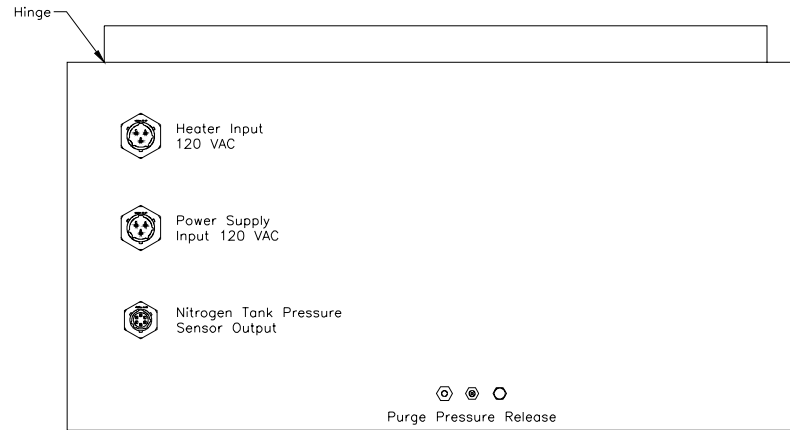 Hinge
Heater Input
120 VAC
Power Supply
Input 120 VAC
Nitrogen Tank Pressure
Sensor Output
Purge Pressure Release